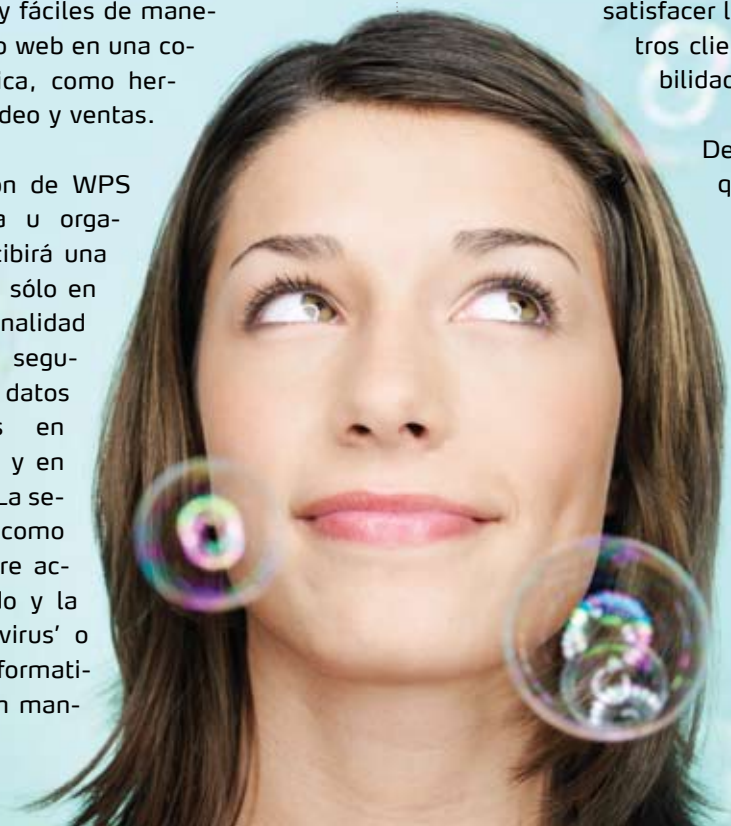 y fáciles de mane-
o web en una co-
ica, como her-
deo y ventas.
ón de WPS
a u orga-
cibirá una
sólo en
nalidad
segu-
datos
s en
y en
La se-
como
re ac-
do y la
virus’ o
formati-
n man-
satisfacer l
tros clie
bilidad
De
q